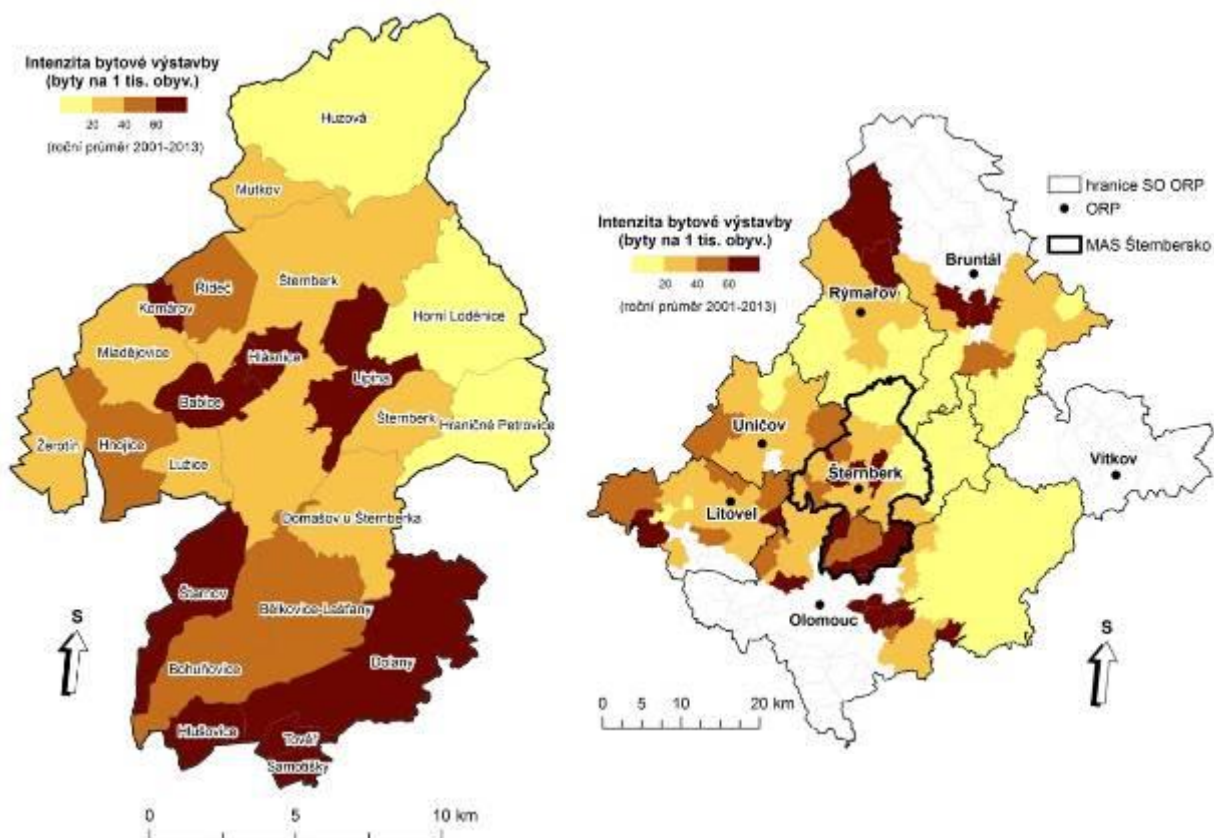 Intenzita bytové výstavby
(byty na 1 tis. obyv.)
20 40 60
(roční průměr 2001-2013)
Huzová
Mutkov
Šternberk
Řídeč
Komárov
Horní Loděnice
Mladějovice
Hlásnice
Lipina
Babice
Šternberk
Hraničné Petrovice
Žerotín
Hnojice
Lužice
Domašov u Šternberka
Štarnov
Bělkovice-Lašťany
Dolany
Bohuňovice
Hlušovice
Tovéř
Samotišky
S
0 5 10 km
hranice SO ORP
ORP
MAS Šternbersko
Intenzita bytové výstavby
(byty na 1 tis. obyv.)
20 40 60
(roční průměr 2001-2013)
Bruntál
Rýmařov
Uničov
Vítkov
Šternberk
Litovel
Olomouc
S
0 5 10 20 km